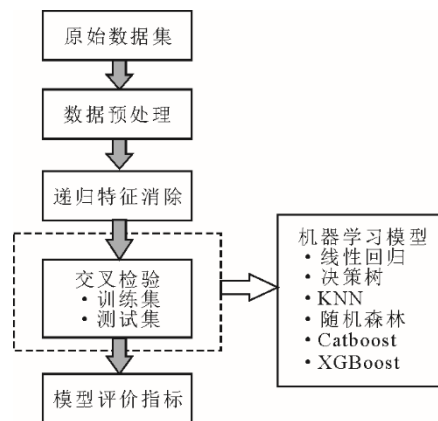 原始数据集
数据预处理
递归特征消除
交叉检验
· 训练集
· 测试集
模型评价指标
机器学习模型
· 线性回归
· 决策树
· KNN
· 随机森林
· Catboost
· XGBoost